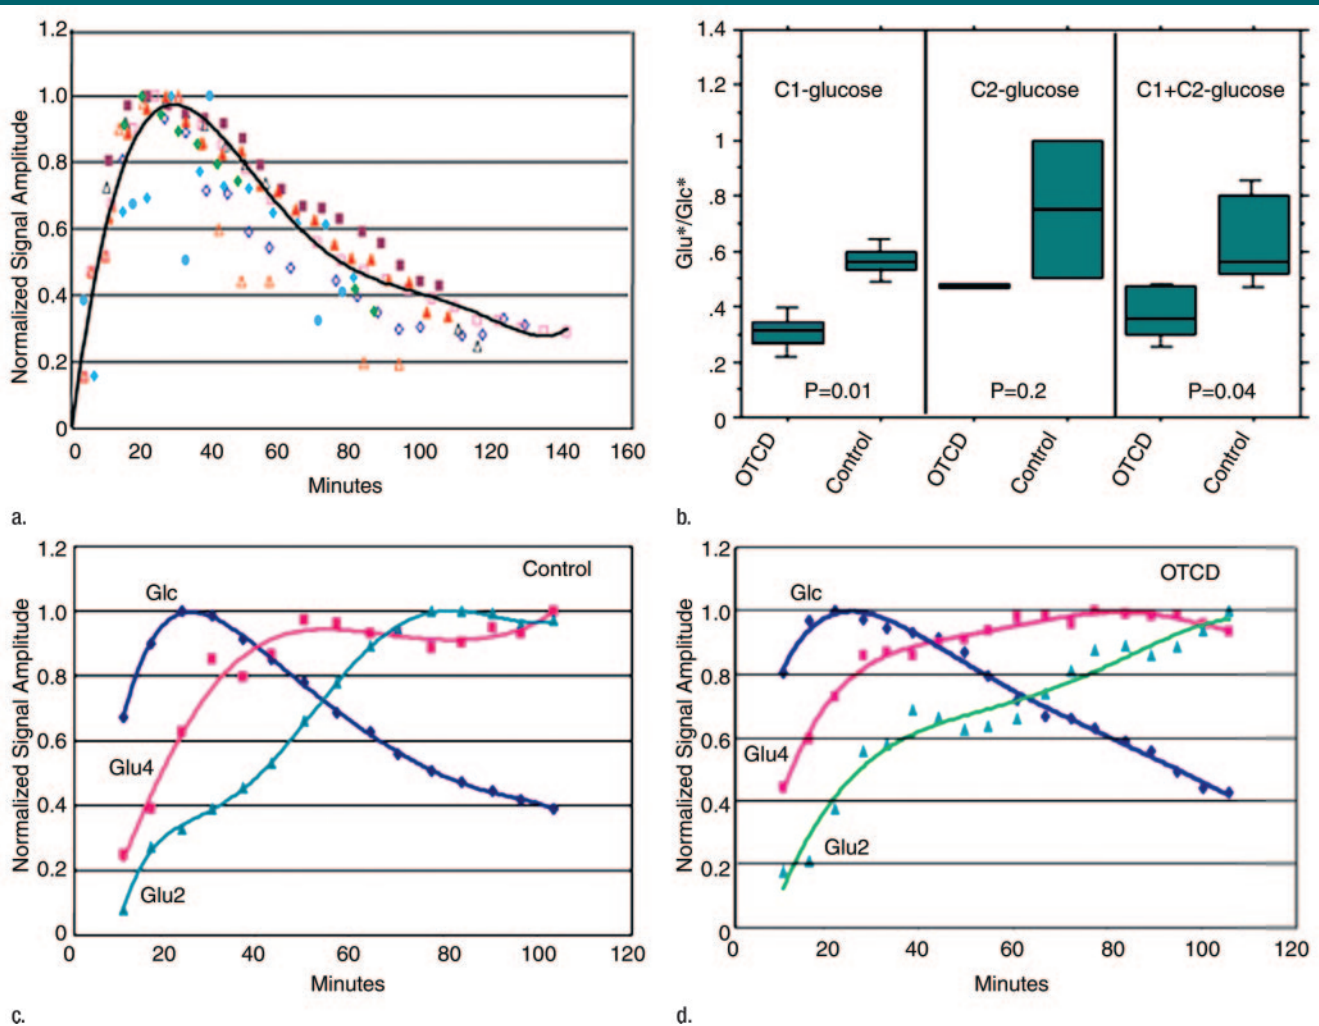 1.2
1.0
0.8
0.6
0.4
0.2
0
0 20 40 60 80 100 120 140 160
Normalized Signal Amplitude
Minutes
a.
1.4
1.2
1
.8
.6
.4
.2
0
Glu*/Glc*
C1-glucose C2-glucose C1+C2-glucose
P=0.01 P=0.2 P=0.04
OTCD Control OTCD Control OTCD Control
b.
1.2
1.0
0.8
0.6
0.4
0.2
0
0 20 40 60 80 100 120
Normalized Signal Amplitude
Control
Glc
Glu4
Glu2
Minutes
c.
1.2
1.0
0.8
0.6
0.4
0.2
0
0 20 40 60 80 100 120
Normalized Signal Amplitude
OTCD
Glc
Glu4
Glu2
Minutes
d.